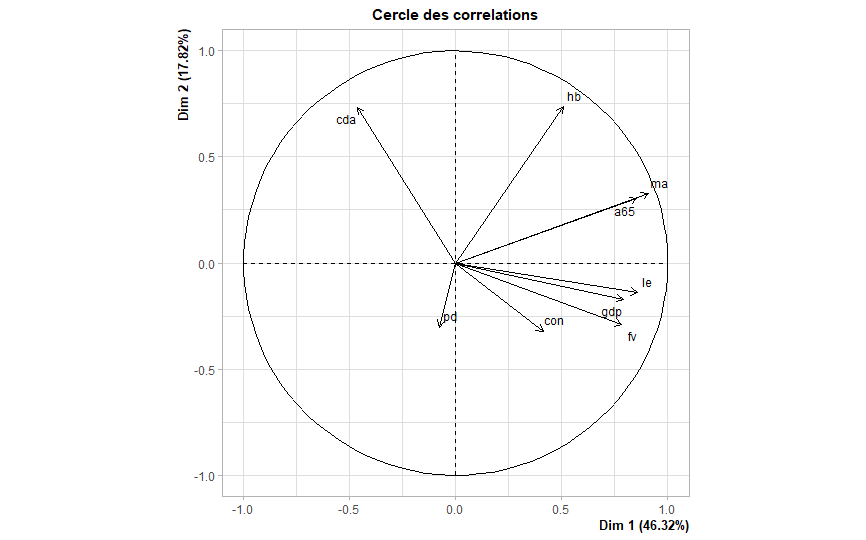 Cercle des correlations
Dim 2 (17.82%)
1.0
0.5
0.0
-0.5
-1.0
cda
hb
ma
a65
le
gdp
fv
con
pd
-1.0
-0.5
0.0
0.5
1.0
Dim 1 (46.32%)